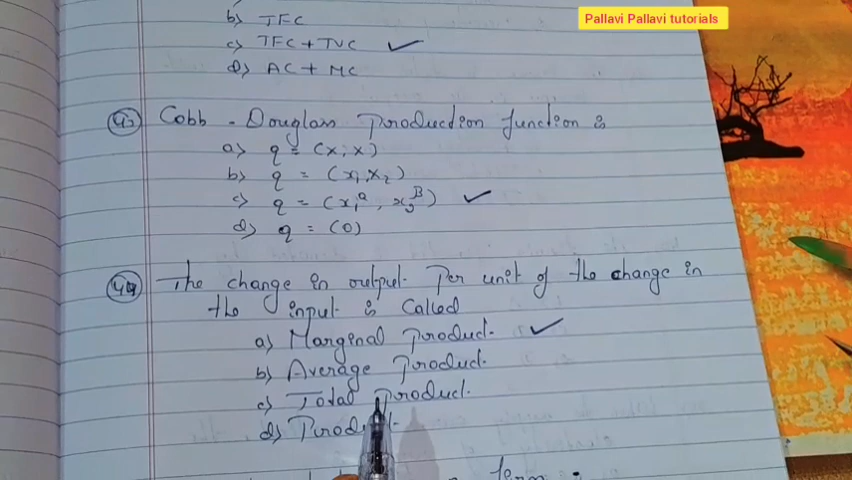 Pallavi Pallavi tutorials
b) TFC
c) TFC + TVC ✓
d) AC + MC
43) Cobb - Douglass Production function is
a) q = (x; x)
b) q = (x1, x2)
c) q = (x1^α, x2^β) ✓
d) q = (0)
44) The change in output per unit of the change in
the input is called
a) Marginal Product ✓
b) Average Product
c) Total Product
d) Product